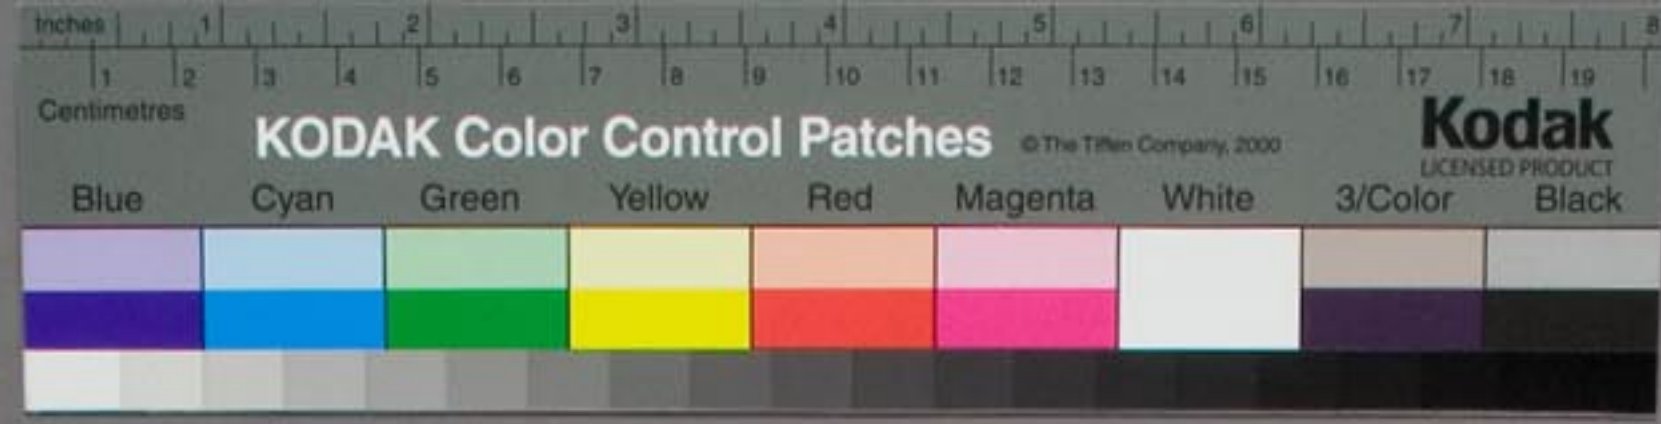 Inches 1 2 3 4 5 6 7 8
1 2 3 4 5 6 7 8 9 10 11 12 13 14 15 16 17 18 19
Centimetres
KODAK Color Control Patches © The Tiffen Company, 2000
Kodak
LICENSED PRODUCT
Blue Cyan Green Yellow Red Magenta White 3/Color Black